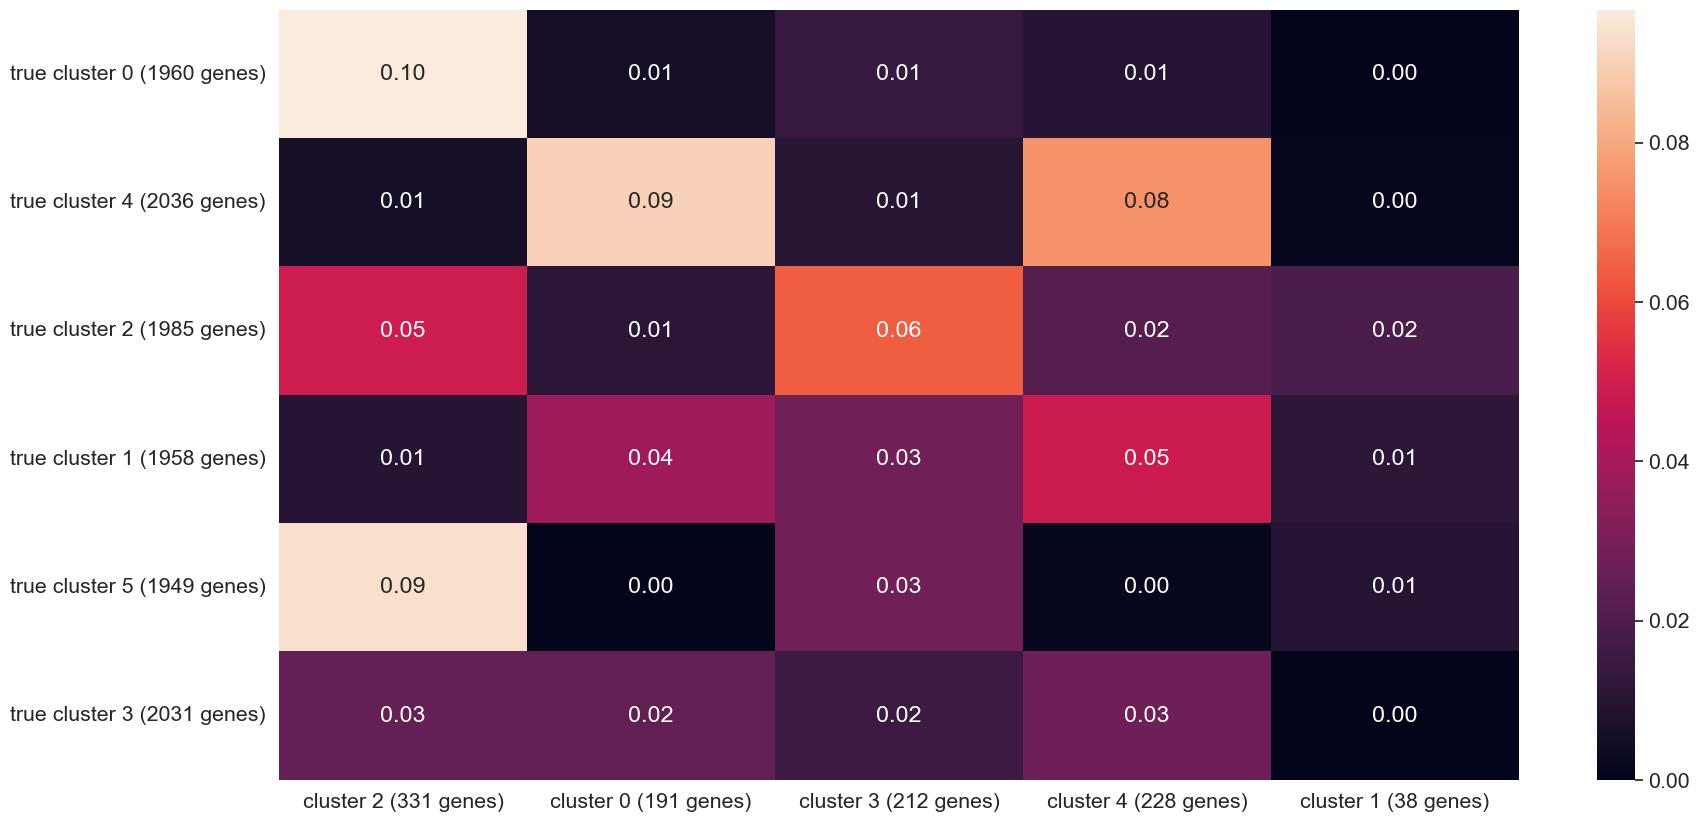 true cluster 0 (1960 genes) 0.10 0.01 0.01 0.01 0.00
0.08
true cluster 4 (2036 genes) 0.01 0.09 0.01 0.08 0.00
0.06
true cluster 2 (1985 genes) 0.05 0.01 0.06 0.02 0.02
true cluster 1 (1958 genes) 0.01 0.04 0.03 0.05 0.01
0.04
true cluster 5 (1949 genes) 0.09 0.00 0.03 0.00 0.01
0.02
true cluster 3 (2031 genes) 0.03 0.02 0.02 0.03 0.00
0.00
cluster 2 (331 genes) cluster 0 (191 genes) cluster 3 (212 genes) cluster 4 (228 genes) cluster 1 (38 genes)